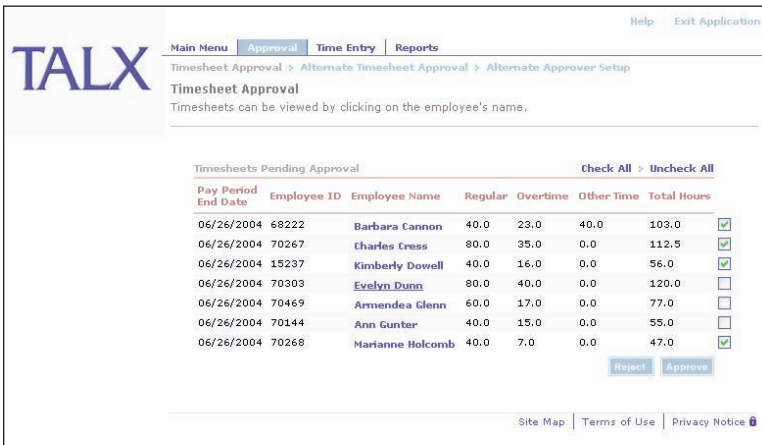 Help Exit Application
TALX
Main Menu Approval Time Entry Reports
Timesheet Approval > Alternate Timesheet Approval > Alternate Approver Setup
Timesheet Approval
Timesheets can be viewed by clicking on the employee's name.
Timesheets Pending Approval Check All > Uncheck All
Pay Period End Date Employee ID Employee Name Regular Overtime Other Time Total Hours
06/26/2004 68222 Barbara Cannon 40.0 23.0 40.0 103.0
06/26/2004 70267 Charles Cress 80.0 35.0 0.0 112.5
06/26/2004 15237 Kimberly Dowell 40.0 16.0 0.0 56.0
06/26/2004 70303 Evelyn Dunn 80.0 40.0 0.0 120.0
06/26/2004 70469 Armendea Glenn 60.0 17.0 0.0 77.0
06/26/2004 70144 Ann Gunter 40.0 15.0 0.0 55.0
06/26/2004 70268 Marianne Holcomb 40.0 7.0 0.0 47.0
Reject Approve
Site Map | Terms of Use | Privacy Notice